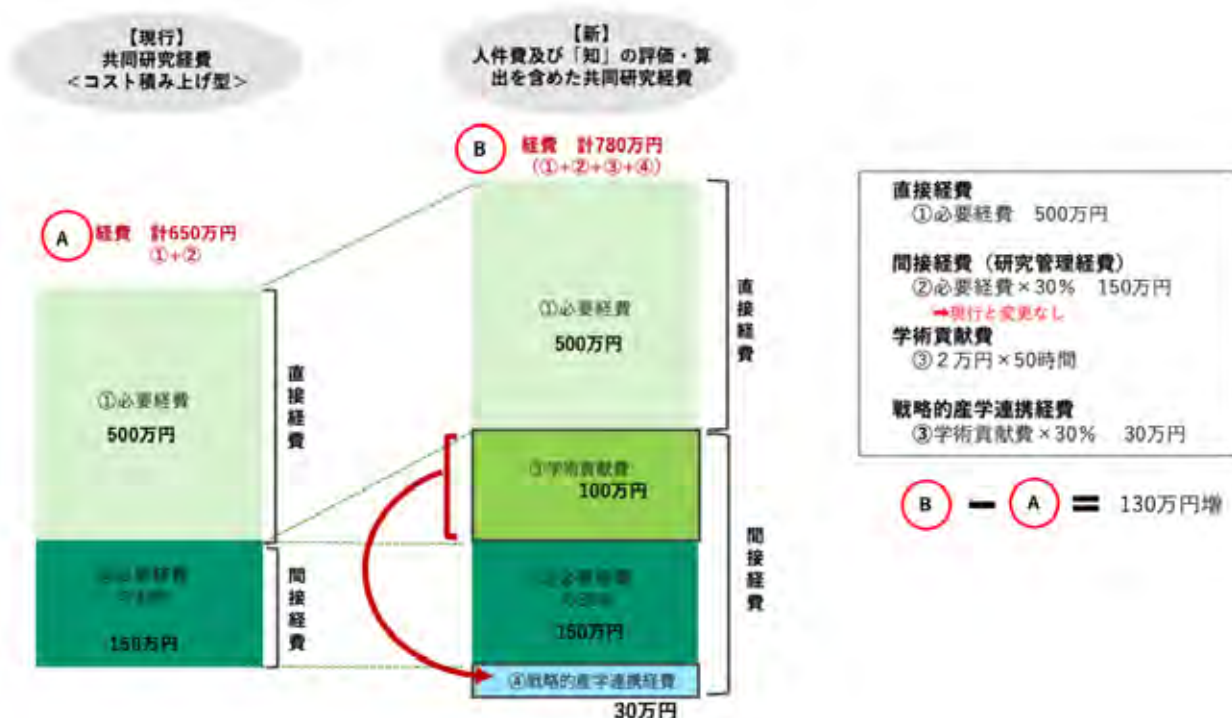 【現行】
共同研究経費
<コスト積み上げ型>
【新】
人件費及び「知」の評価・算
出を含めた共同研究経費
A
経費 計650万円
①+②
①必要経費
500万円
直接経費
②必要経費
150万円
間接経費
B
経費 計780万円
(①+②+③+④)
①必要経費
500万円
直接経費
③学術貢献費
100万円
②必要経費
150万円
④戦略的産学連携経費
30万円
間接経費
直接経費
①必要経費 500万円
間接経費(研究管理経費)
②必要経費×30% 150万円
➡現行と変更なし
学術貢献費
③2万円×50時間
戦略的産学連携経費
③学術貢献費×30% 30万円
B − A = 130万円増